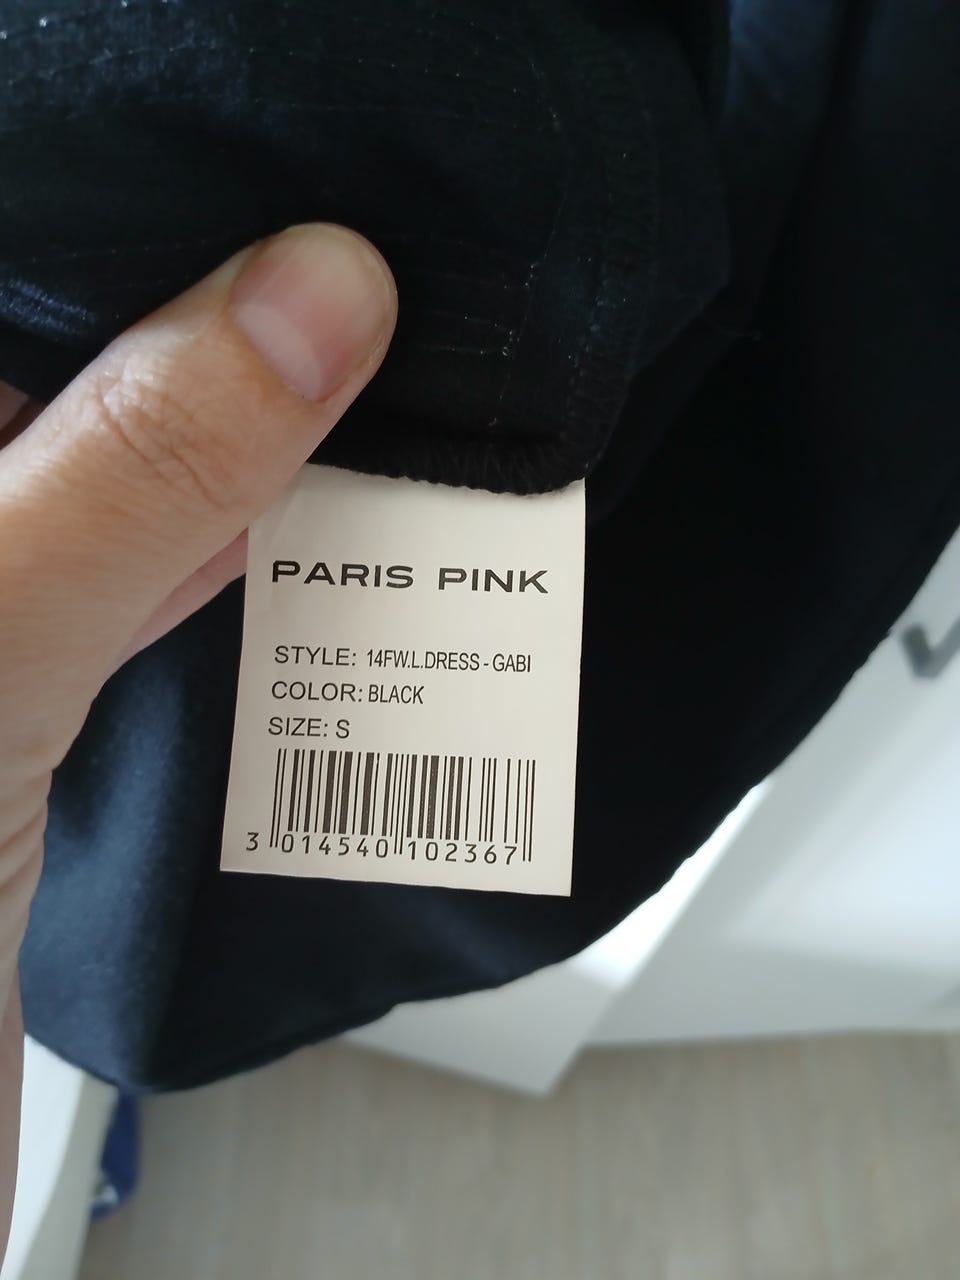 PARIS PINK
STYLE: 14FW.L.DRESS - GABI
COLOR: BLACK
SIZE: S
3 014540 102367